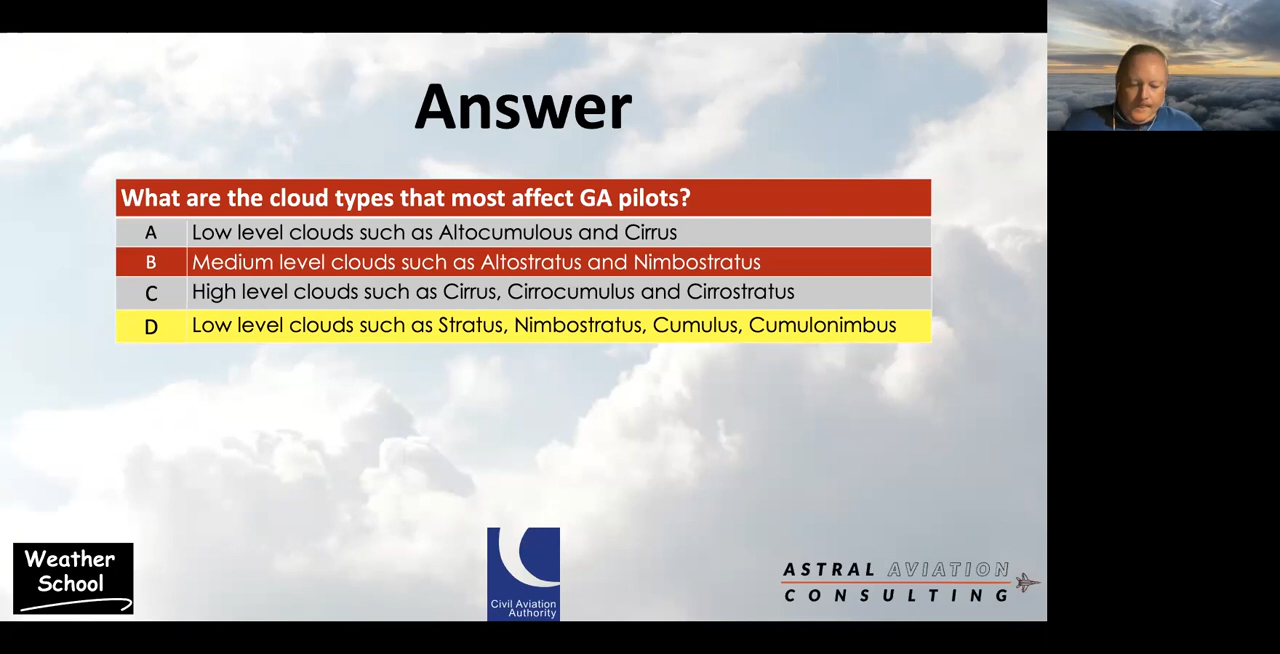 Answer
What are the cloud types that most affect GA pilots?
A Low level clouds such as Altocumulous and Cirrus
B Medium level clouds such as Altostratus and Nimbostratus
C High level clouds such as Cirrus, Cirrocumulus and Cirrostratus
D Low level clouds such as Stratus, Nimbostratus, Cumulus, Cumulonimbus
Weather
School
Civil Aviation
Authority
ASTRAL AVIATION
CONSULTING